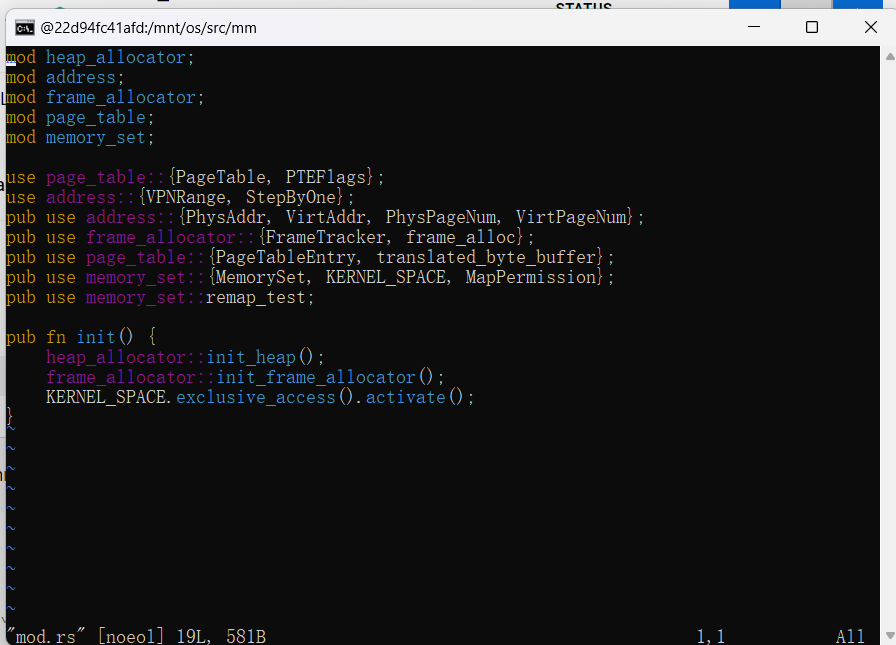 STATUS
@22d94fc41afd:/mnt/os/src/mm
mod heap_allocator;
mod address;
mod frame_allocator;
mod page_table;
mod memory_set;
use page_table::{PageTable, PTEFlags};
use address::{VPNRange, StepByOne};
pub use address::{PhysAddr, VirtAddr, PhysPageNum, VirtPageNum};
pub use frame_allocator::{FrameTracker, frame_alloc};
pub use page_table::{PageTableEntry, translated_byte_buffer};
pub use memory_set::{MemorySet, KERNEL_SPACE, MapPermission};
pub use memory_set::remap_test;
pub fn init() {
    heap_allocator::init_heap();
    frame_allocator::init_frame_allocator();
    KERNEL_SPACE.exclusive_access().activate();
}
~
~
~
~
~
~
~
~
~
~
"mod.rs" [noeol] 19L, 581B 1,1 All